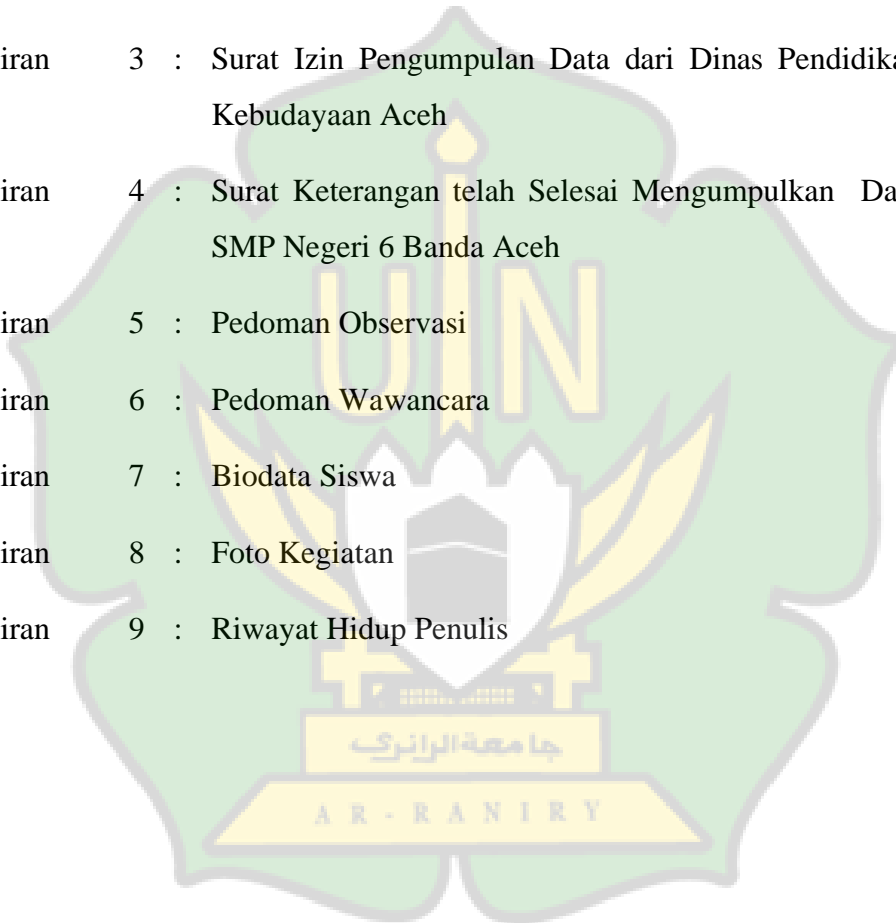 iran 3 : Surat Izin Pengumpulan Data dari Dinas Pendidika
Kebudayaan Aceh
iran 4 : Surat Keterangan telah Selesai Mengumpulkan Da
SMP Negeri 6 Banda Aceh
iran 5 : Pedoman Observasi
iran 6 : Pedoman Wawancara
iran 7 : Biodata Siswa
iran 8 : Foto Kegiatan
iran 9 : Riwayat Hidup Penulis
UIN
جامعة الرانري
AR-RANIRY